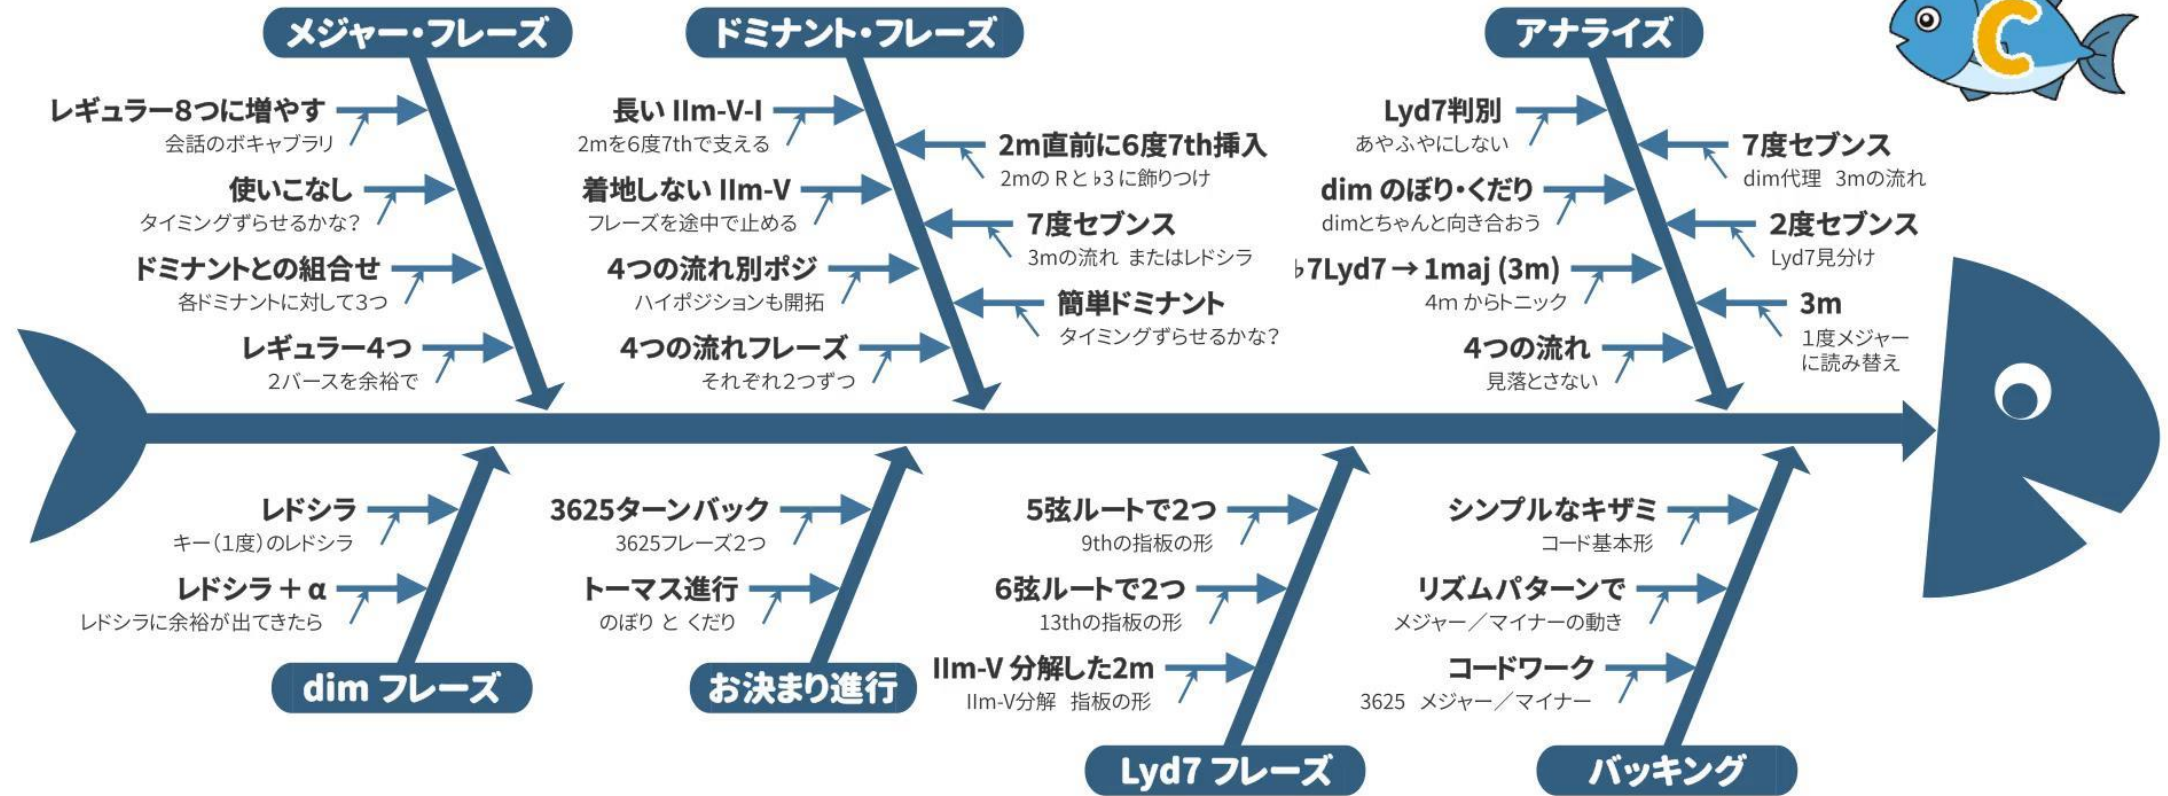 メジャー・フレーズ
レギュラー8つに増やす
会話のボキャブラリ
使いこなし
タイミングずらせるかな?
ドミナントとの組合せ
各ドミナントに対して3つ
レギュラー4つ
2バースを余裕で
ドミナント・フレーズ
長い IIm-V-I
2mを6度7thで支える
着地しない IIm-V
フレーズを途中で止める
4つの流れ別ポジ
ハイポジションも開拓
4つの流れフレーズ
それぞれ2つずつ
2m直前に6度7th挿入
2mの Rと♭3に飾りつけ
7度セブンス
3mの流れ またはレドシラ
簡単ドミナント
タイミングずらせるかな?
アナライズ
Lyd7判別
あやふやにしない
dim のぼり・くだり
dimとちゃんと向き合おう
♭7Lyd7→1maj (3m)
4m からトニック
4つの流れ
見落とさない
7度セブンス
dim代理 3mの流れ
2度セブンス
Lyd7見分け
3m
1度メジャー
に読み替え
C
レドシラ
キー(1度)のレドシラ
レドシラ+α
レドシラに余裕が出てきたら
dim フレーズ
3625ターンバック
3625フレーズ2つ
トーマス進行
のぼり と くだり
お決まり進行
5弦ルートで2つ
9thの指板の形
6弦ルートで2つ
13thの指板の形
IIm-V 分解した2m
IIm-V分解 指板の形
Lyd7 フレーズ
シンプルなキザミ
コード基本形
リズムパターンで
メジャー/マイナーの動き
コードワーク
3625 メジャー/マイナー
バッキング